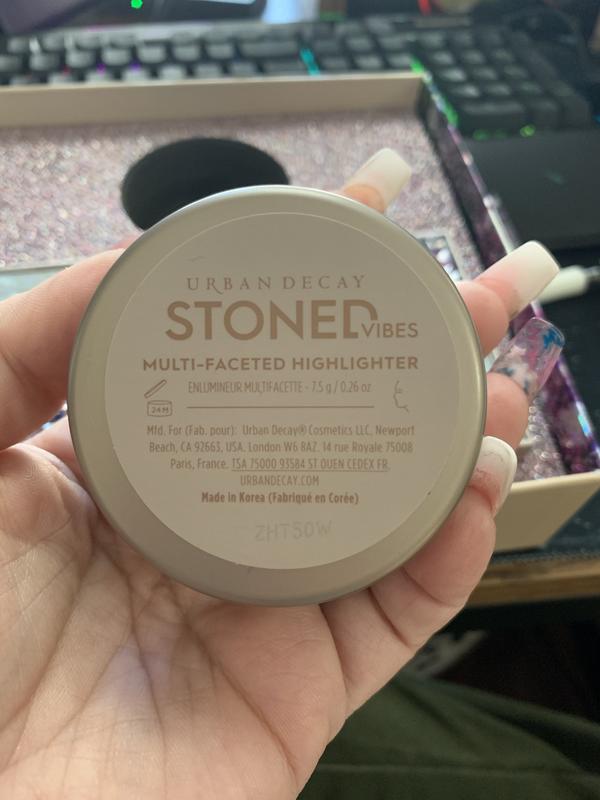 URBAN DECAY
STONED VIBES
MULTI-FACETED HIGHLIGHTER
ENLUMINEUR MULTIFACETTE - 7.5 g / 0.26 oz
24 M
Mfd. For (Fab. pour): Urban Decay® Cosmetics LLC, Newport
Beach, CA 92663, USA. London W6 8AZ. 14 rue Royale 75008
Paris, France. TSA 75000 93584 ST OUEN CEDEX FR.
URBANDECAY.COM
Made in Korea (Fabriqué en Corée)
ZHT50W